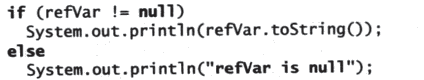 if (refVar != null)
  System.out.println(refVar.toString());
else
  System.out.println("refVar is null");